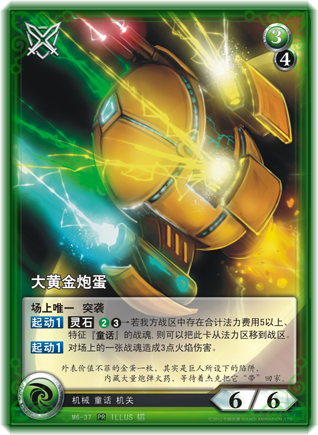 3
4
大黄金炮蛋
场上唯一 突袭
起动1 灵石 2 3→若我方战区中存在合计法力费用5以上、
特征『童话』的战魂,则可以把此卡从法力区移到战区。
起动1 对场上的一张战魂造成3点火焰伤害。
外表价值不菲的金蛋一枚,其实是巨人所设下的陷阱,
内藏大量炮弹火药,等待着杰克把它“带”回家。
机械 童话 机关
6/6
M6-37 PR ILLUS